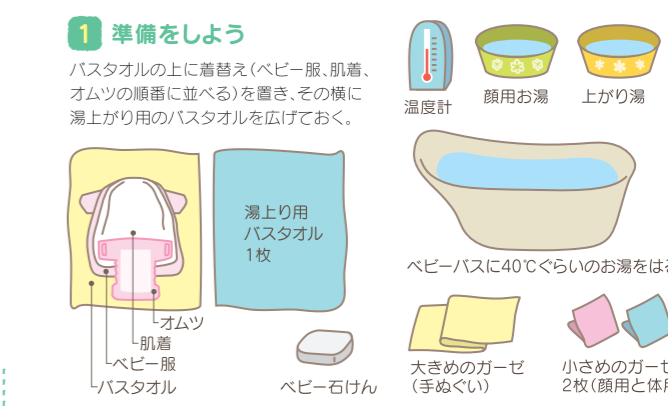 1 準備をしよう
バスタオルの上に着替え（ベビー服、肌着、
オムツの順番に並べる）を置き、その横に
湯上がり用のバスタオルを広げておく。
湯上り用
バスタオル
1枚
オムツ
肌着
ベビー服
バスタオル
ベビー石けん
温度計
顔用お湯
上がり湯
ベビーバスに40℃ぐらいのお湯をはる
大きめのガーゼ
（手ぬぐい）
小さめのガーゼ
2枚（顔用と体用